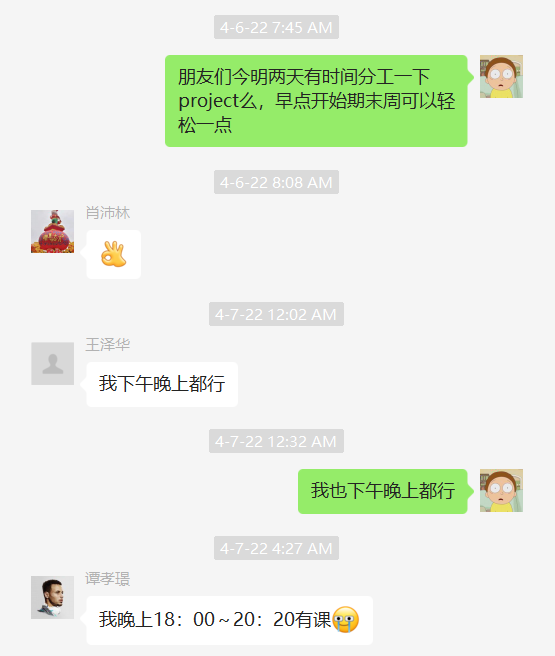 4-6-22 7:45 AM
朋友们今明两天有时间分工一下
project么，早点开始期末周可以轻
松一点
4-6-22 8:08 AM
肖沛林
👌
4-7-22 12:02 AM
王泽华
我下午晚上都行
4-7-22 12:32 AM
我也下午晚上都行
4-7-22 4:27 AM
谭孝璟
我晚上18：00～20：20有课🥹